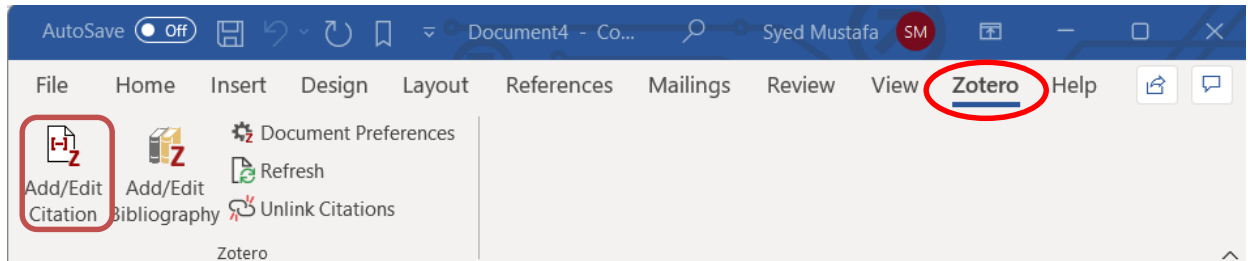 AutoSave Off Document4 - Co... Syed Mustafa SM
File Home Insert Design Layout References Mailings Review View Zotero Help
Document Preferences
Refresh
Add/Edit Add/Edit
Citation Bibliography Unlink Citations
Zotero